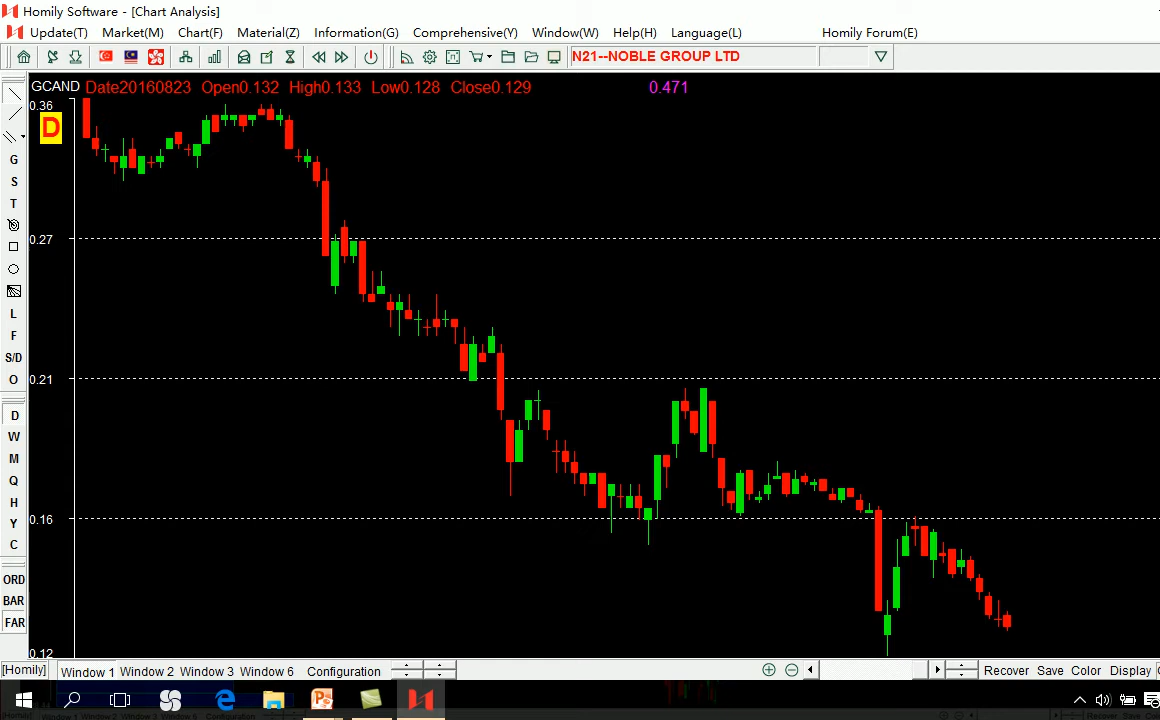 Homily Software - [Chart Analysis]
Update(T) Market(M) Chart(F) Material(Z) Information(G) Comprehensive(Y) Window(W) Help(H) Language(L) Homily Forum(E)
N21--NOBLE GROUP LTD
GCAND Date20160823 Open0.132 High0.133 Low0.128 Close0.129 0.471
0.36
D
0.27
0.21
0.16
0.12
G
S
T
L
F
S/D
O
D
W
M
Q
H
Y
C
ORD
BAR
FAR
[Homily] Window 1 Window 2 Window 3 Window 6 Configuration Recover Save Color Display